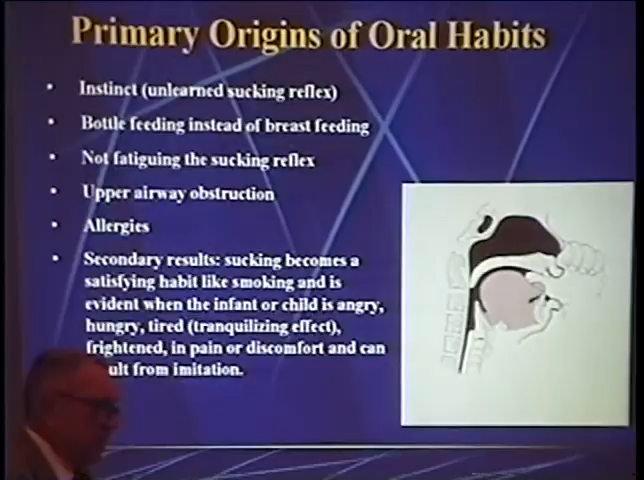 Primary Origins of Oral Habits
• Instinct (unlearned sucking reflex)
• Bottle feeding instead of breast feeding
• Not fatiguing the sucking reflex
• Upper airway obstruction
• Allergies
• Secondary results: sucking becomes a
satisfying habit like smoking and is
evident when the infant or child is angry,
hungry, tired (tranquilizing effect),
frightened, in pain or discomfort and can
ult from imitation.